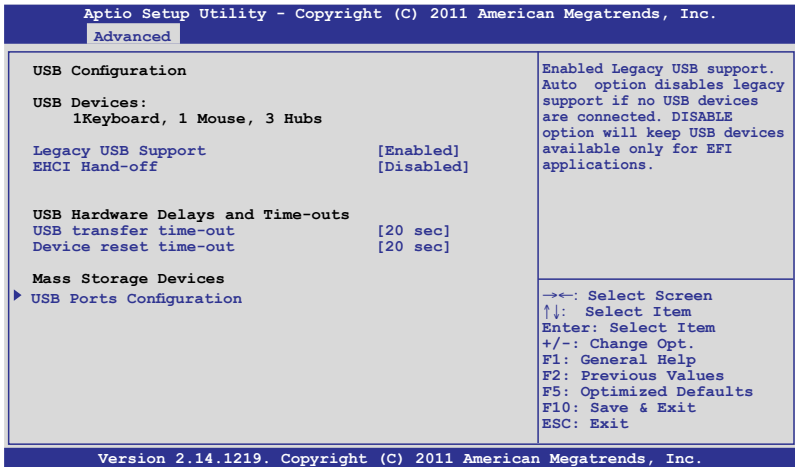 Aptio Setup Utility - Copyright (C) 2011 American Megatrends, Inc.
Advanced
USB Configuration
USB Devices:
1Keyboard, 1 Mouse, 3 Hubs
Legacy USB Support [Enabled]
EHCI Hand-off [Disabled]
USB Hardware Delays and Time-outs
USB transfer time-out [20 sec]
Device reset time-out [20 sec]
Mass Storage Devices
USB Ports Configuration
Enabled Legacy USB support.
Auto option disables legacy
support if no USB devices
are connected. DISABLE
option will keep USB devices
available only for EFI
applications.
→←: Select Screen
↑↓: Select Item
Enter: Select Item
+/-: Change Opt.
F1: General Help
F2: Previous Values
F5: Optimized Defaults
F10: Save & Exit
ESC: Exit
Version 2.14.1219. Copyright (C) 2011 American Megatrends, Inc.